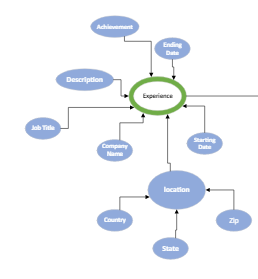 Achievement
Ending
Date
Description
Experience
Job Title
Company
Name
Starting
Date
location
Country
Zip
State